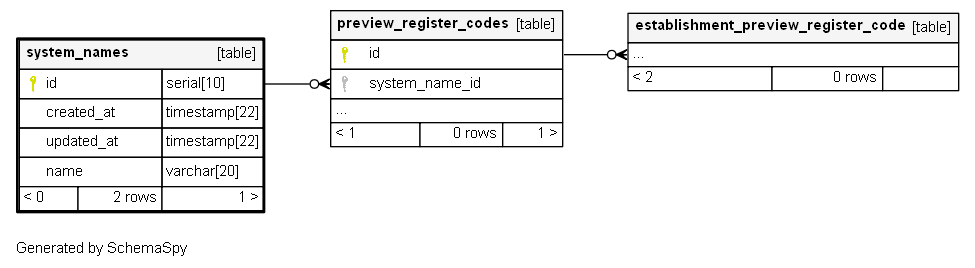 system_names [table]
id serial[10]
created_at timestamp[22]
updated_at timestamp[22]
name varchar[20]
< 0 2 rows 1 >
preview_register_codes [table]
id
system_name_id
...
< 1 0 rows 1 >
establishment_preview_register_code [table]
...
< 2 0 rows
Generated by SchemaSpy